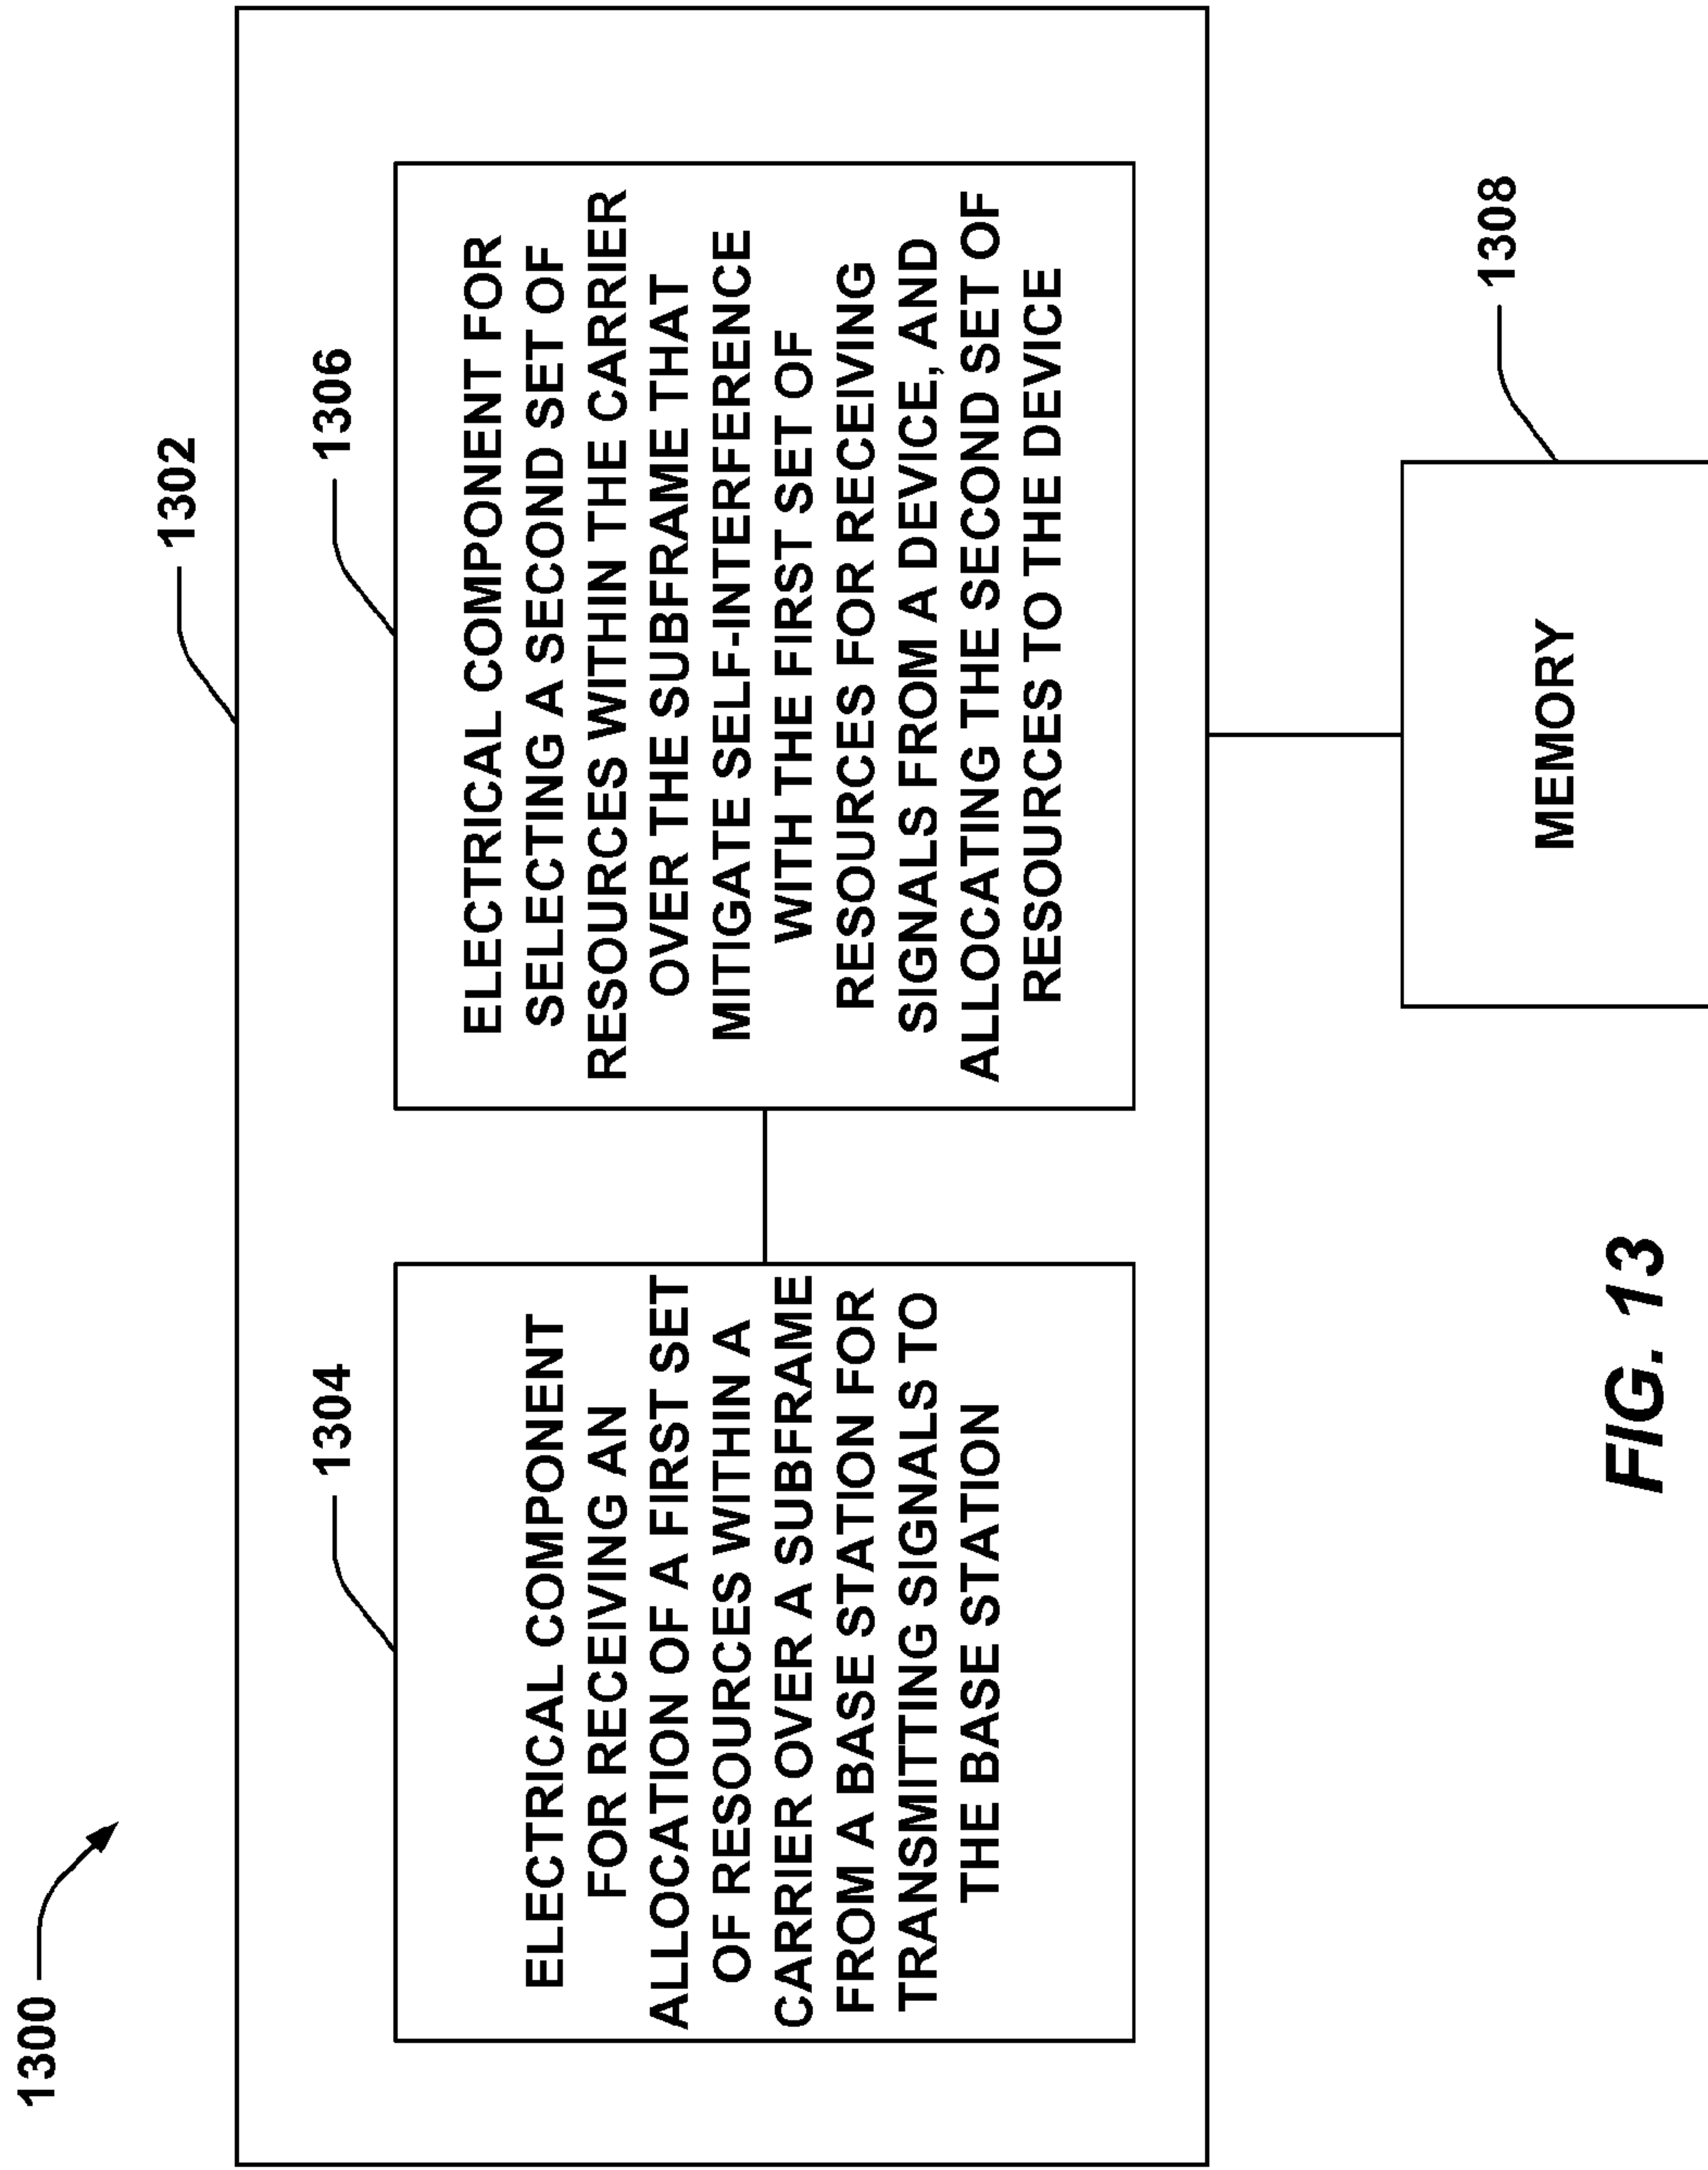 1300
1302
1304
ELECTRICAL COMPONENT
FOR RECEIVING AN
ALLOCATION OF A FIRST SET
OF RESOURCES WITHIN A
CARRIER OVER A SUBFRAME
FROM A BASE STATION FOR
TRANSMITTING SIGNALS TO
THE BASE STATION
1306
ELECTRICAL COMPONENT FOR
SELECTING A SECOND SET OF
RESOURCES WITHIN THE CARRIER
OVER THE SUBFRAME THAT
MITIGATE SELF-INTERFERENCE
WITH THE FIRST SET OF
RESOURCES FOR RECEIVING
SIGNALS FROM A DEVICE, AND
ALLOCATING THE SECOND SET OF
RESOURCES TO THE DEVICE
1308
MEMORY
FIG. 13